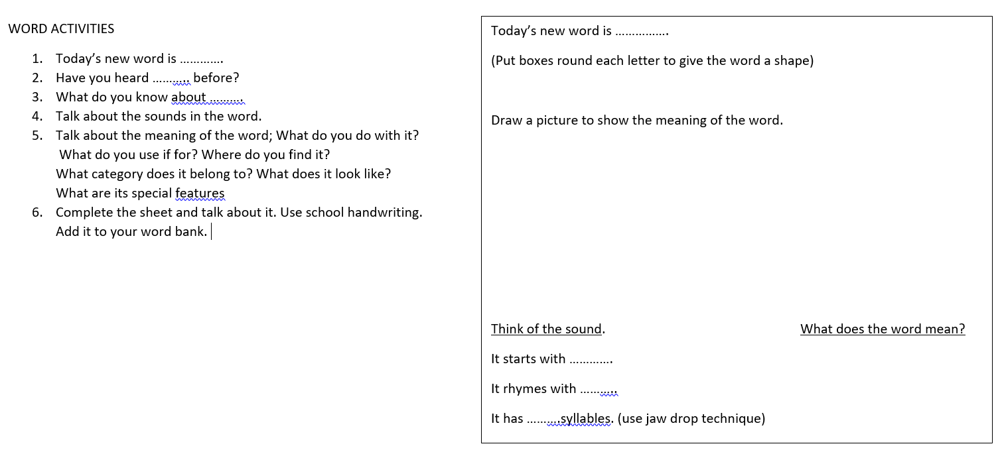 WORD ACTIVITIES
1. Today’s new word is ………….
2. Have you heard ……….. before?
3. What do you know about ……….
4. Talk about the sounds in the word.
5. Talk about the meaning of the word; What do you do with it?
What do you use if for? Where do you find it?
What category does it belong to? What does it look like?
What are its special features
6. Complete the sheet and talk about it. Use school handwriting.
Add it to your word bank.
Today’s new word is …………….
(Put boxes round each letter to give the word a shape)
Draw a picture to show the meaning of the word.
Think of the sound.
What does the word mean?
It starts with ………….
It rhymes with ………..
It has ……….syllables. (use jaw drop technique)